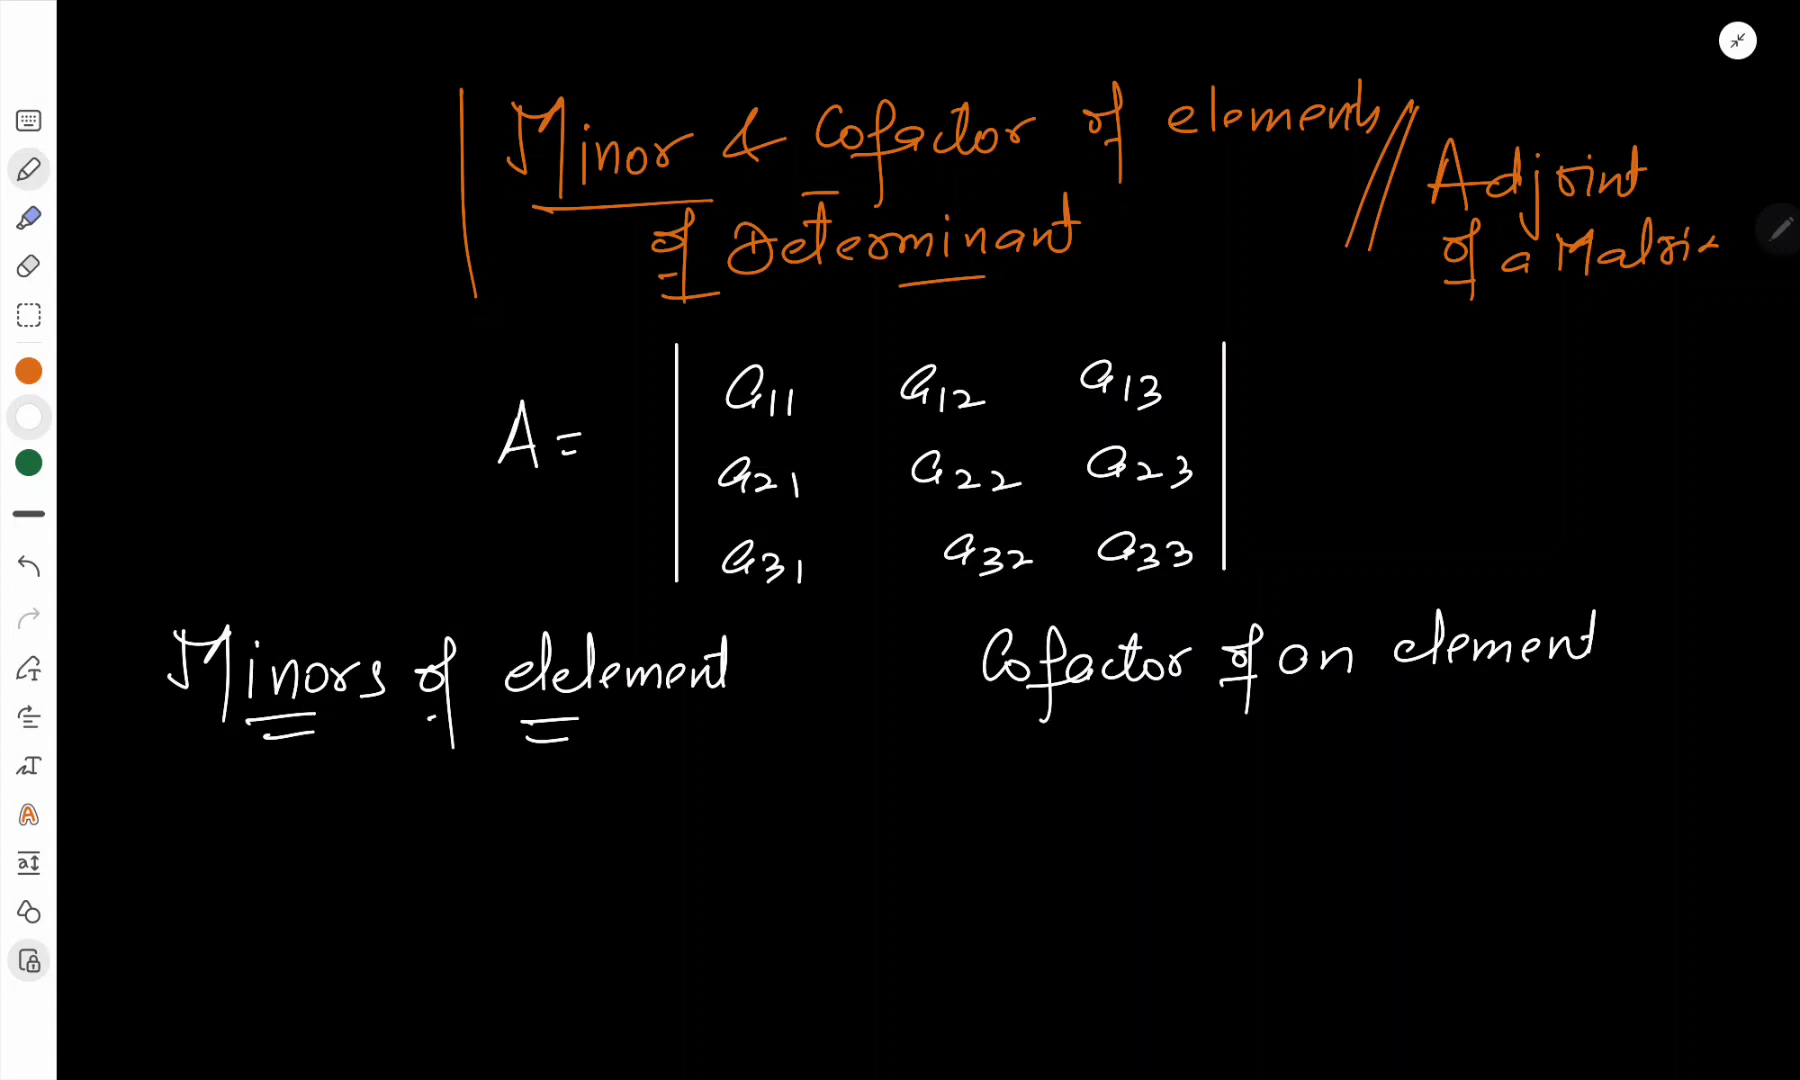 Minor & Cofactor of elements
of Determinant
Adjoint
of a Matrix
A = | a11 a12 a13 |
| a21 a22 a23 |
| a31 a32 a33 |
Minors of elelement
Cofactor of an element